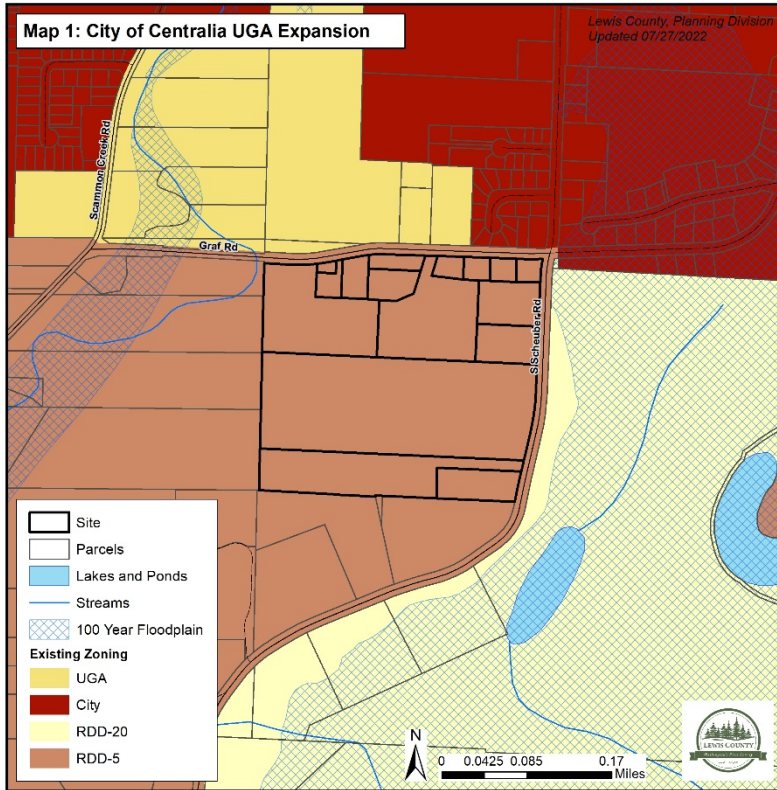 Map 1: City of Centralia UGA Expansion
Lewis County, Planning Division
Updated 07/27/2022
Scammon Creek Rd
Graf Rd
S Scheuber Rd
Site
Parcels
Lakes and Ponds
Streams
100 Year Floodplain
Existing Zoning
UGA
City
RDD-20
RDD-5
N
0 0.0425 0.085 0.17
Miles
LEWIS COUNTY